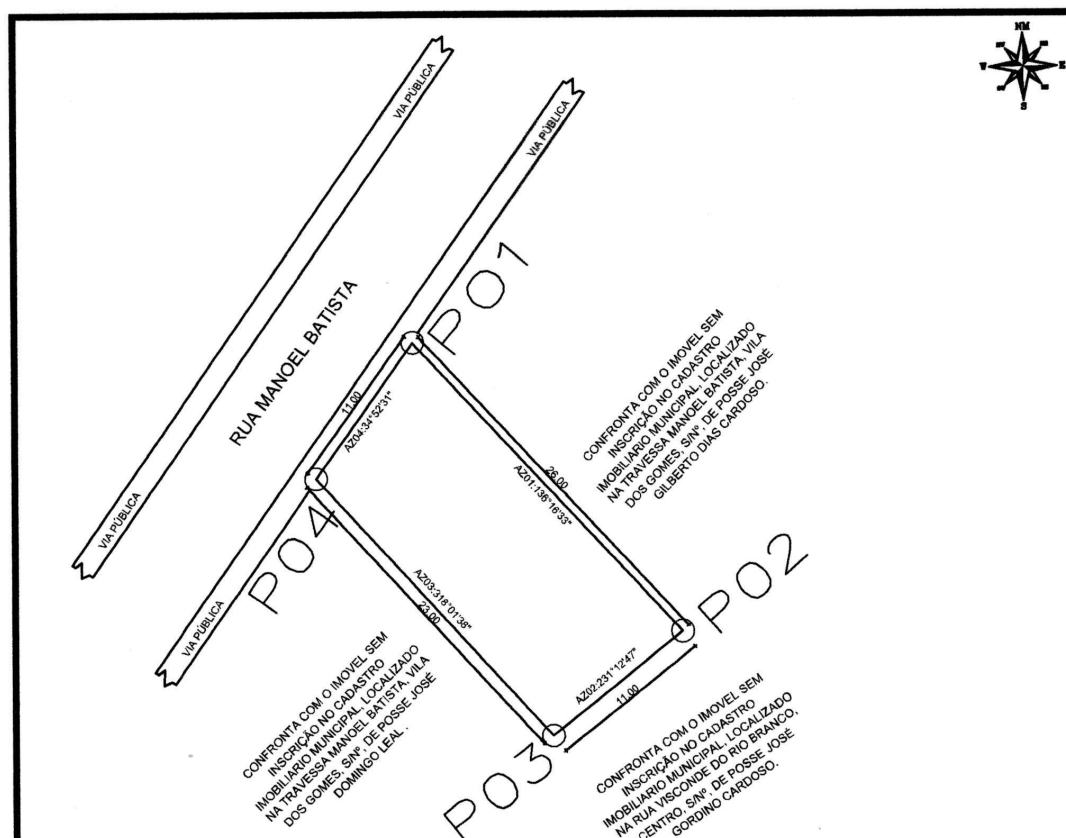 NM
V
E
S
VIA PÚBLICA
VIA PÚBLICA
RUA MANOEL BATISTA
P01
11.00
AZ04:34°52'31"
CONFRONTA COM O IMOVEL SEM
INSCRIÇÃO NO CADASTRO
IMOBILIARIO MUNICIPAL, LOCALIZADO
NA TRAVESSA MANOEL BATISTA, VILA
DOS GOMES, S/Nº, DE POSSE JOSÉ
GILBERTO DIAS CARDOSO.
26.00
AZ01:136°16'33"
VIA PÚBLICA
P04
P02
VIA PÚBLICA
AZ03:316°01'38"
23.00
AZ02:231°12'47"
11.00
CONFRONTA COM O IMOVEL SEM
INSCRIÇÃO NO CADASTRO
IMOBILIARIO MUNICIPAL, LOCALIZADO
NA TRAVESSA MANOEL BATISTA, VILA
DOS GOMES, S/Nº, DE POSSE JOSÉ
DOMINGO LEAL .
P03
CONFRONTA COM O IMOVEL SEM
INSCRIÇÃO NO CADASTRO
IMOBILIARIO MUNICIPAL, LOCALIZADO
NA RUA VISCONDE DO RIO BRANCO,
CENTRO, S/Nº, DE POSSE JOSÉ
GORDINO CARDOSO.